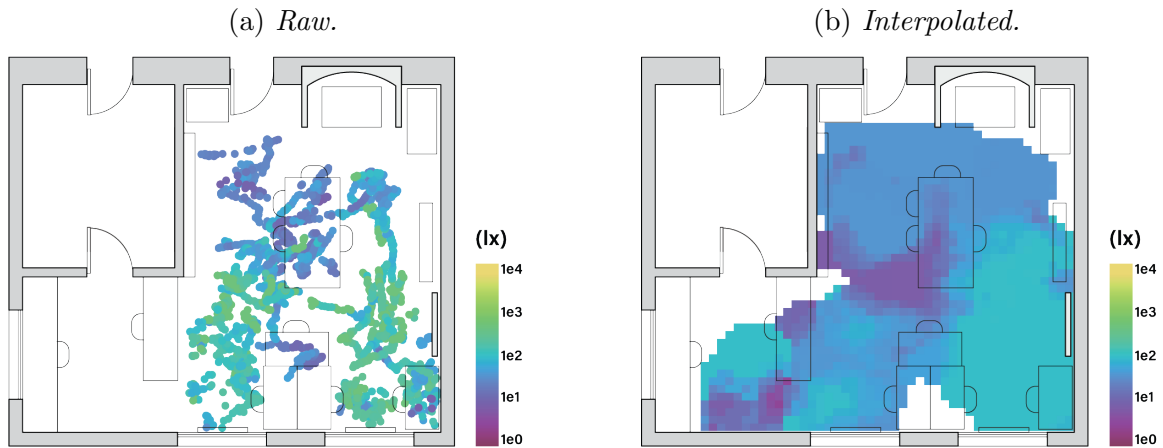 (a) Raw.
(b) Interpolated.
(lx)
1e4
1e3
1e2
1e1
1e0
(lx)
1e4
1e3
1e2
1e1
1e0